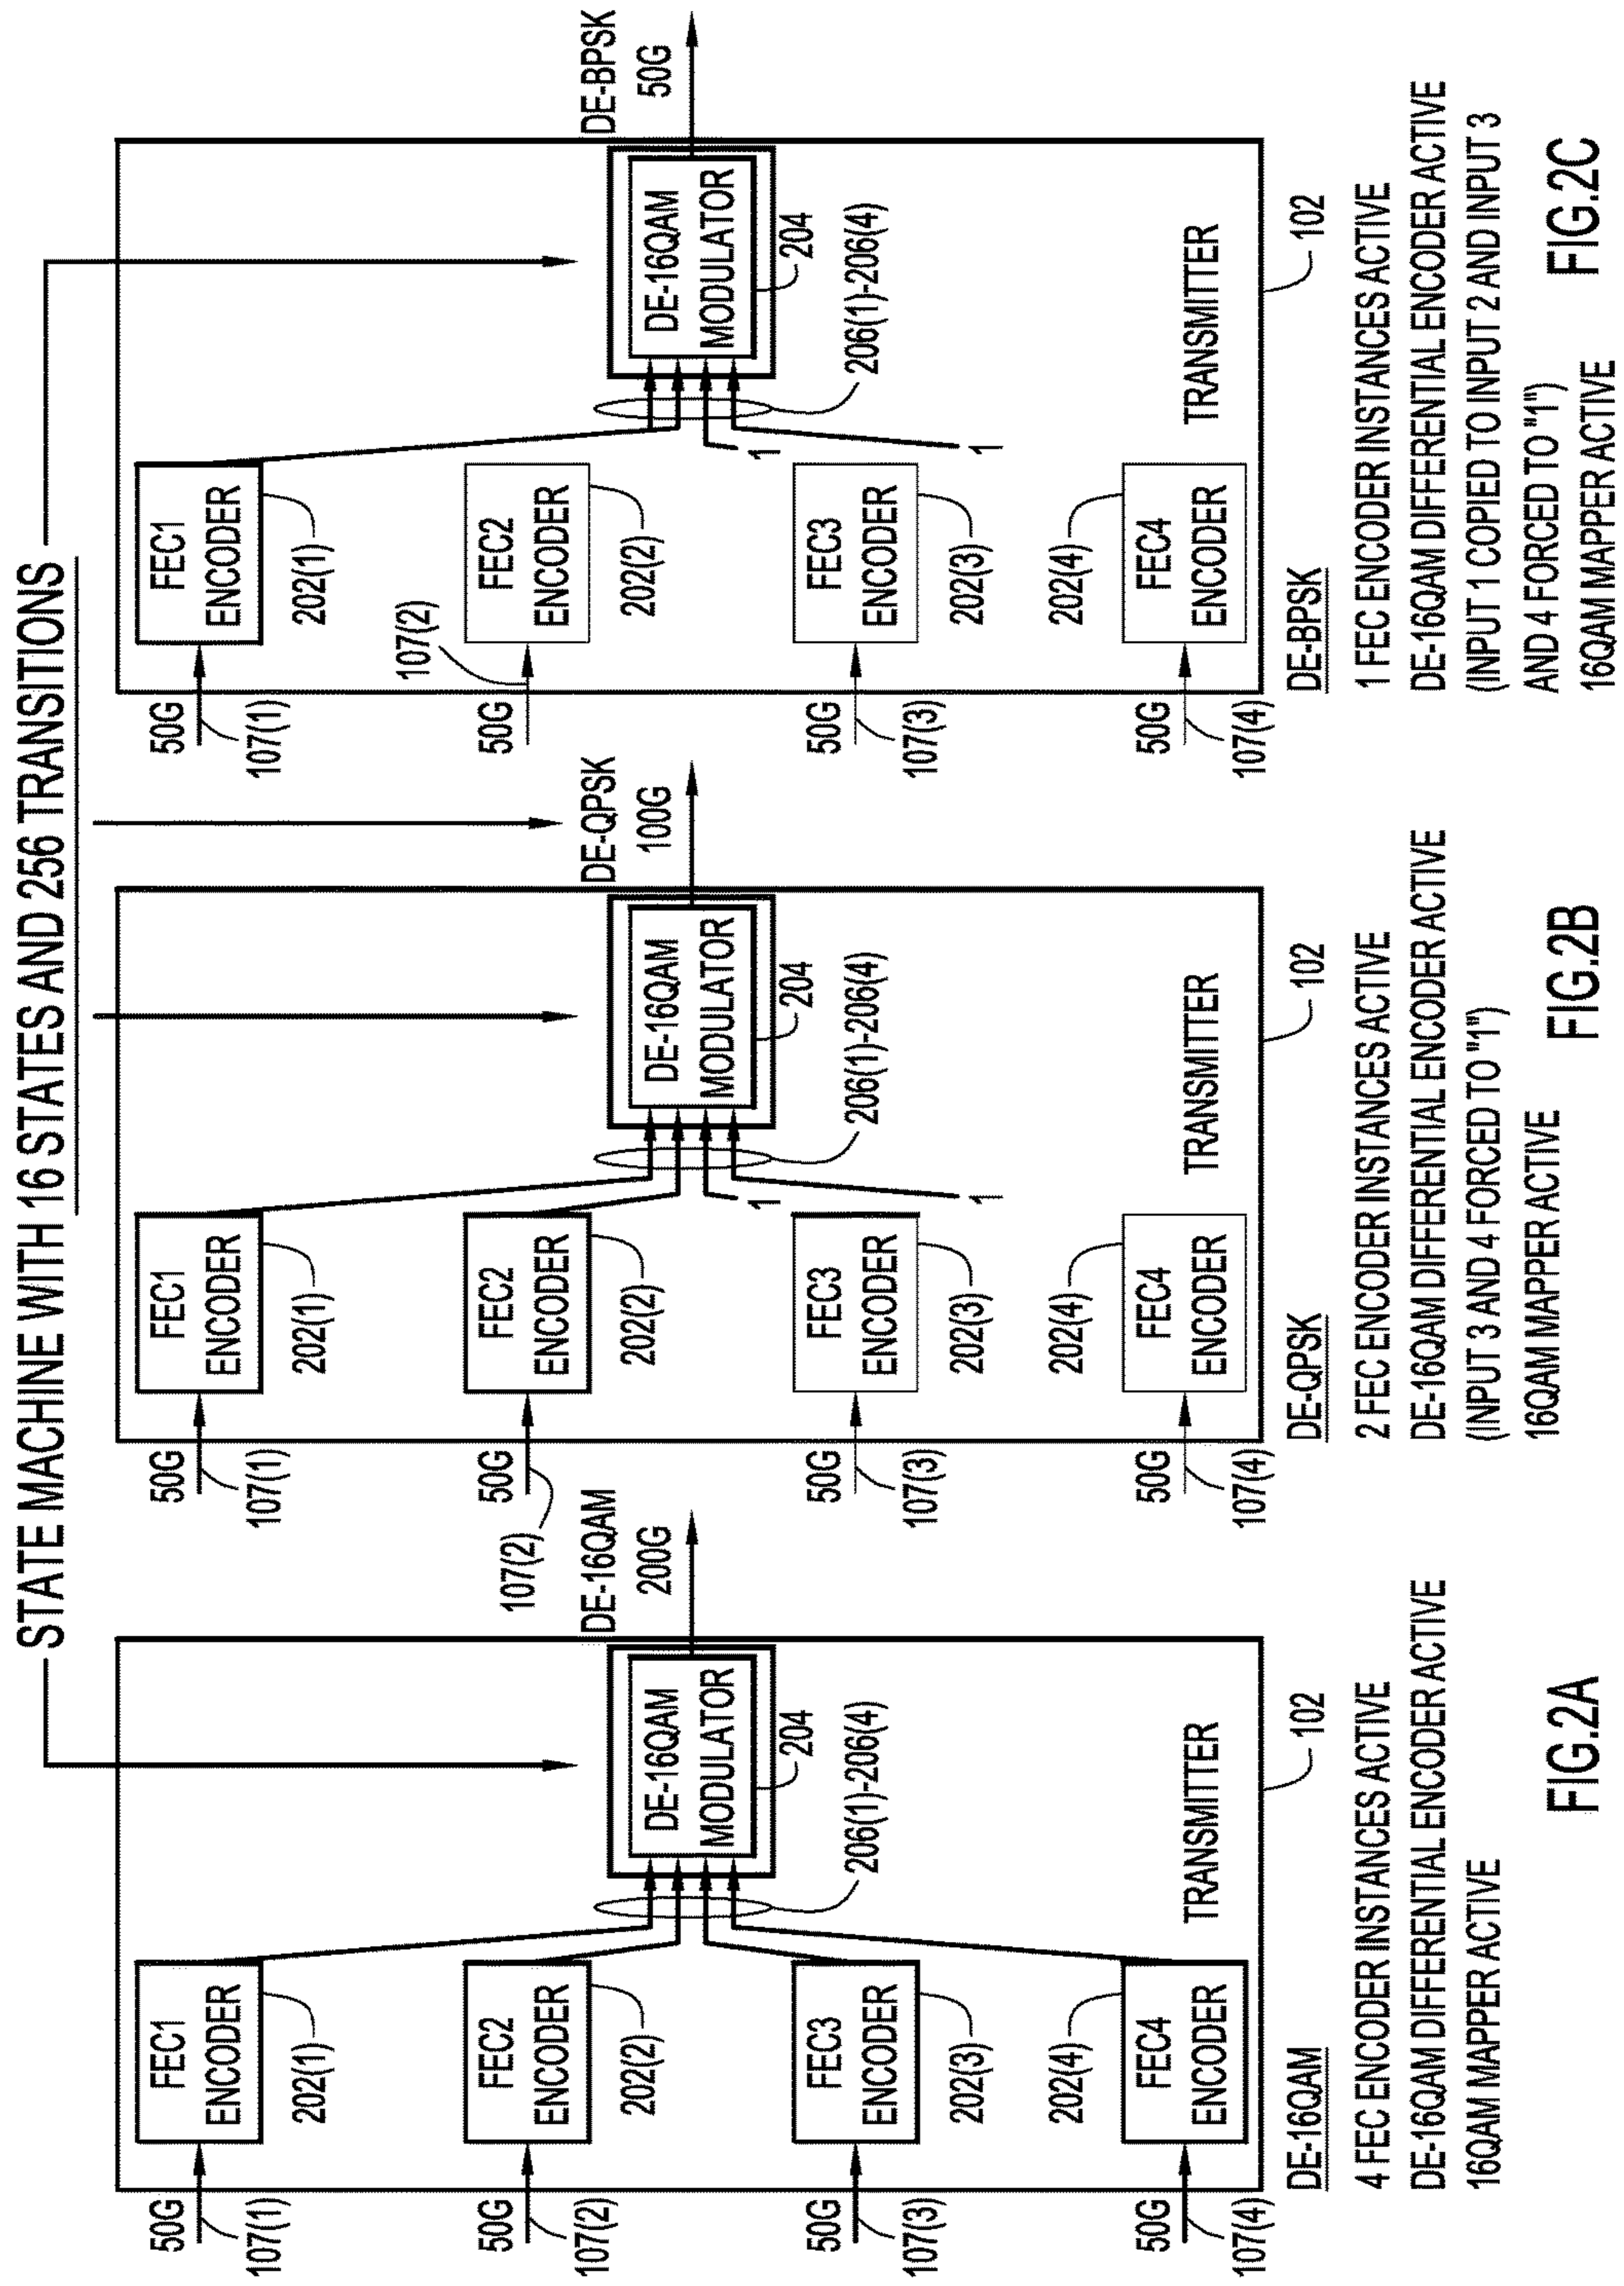 STATE MACHINE WITH 16 STATES AND 256 TRANSITIONS
50G
107(1)
FEC1
ENCODER
202(1)
50G
107(2)
FEC2
ENCODER
202(2)
50G
107(3)
FEC3
ENCODER
202(3)
50G
107(4)
FEC4
ENCODER
202(4)
206(1)-206(4)
DE-16QAM
MODULATOR
204
DE-16QAM
200G
TRANSMITTER
102
DE-16QAM
4 FEC ENCODER INSTANCES ACTIVE
DE-16QAM DIFFERENTIAL ENCODER ACTIVE
16QAM MAPPER ACTIVE
FIG.2A
50G
107(1)
FEC1
ENCODER
202(1)
50G
107(2)
FEC2
ENCODER
202(2)
50G
107(3)
FEC3
ENCODER
202(3)
50G
107(4)
FEC4
ENCODER
202(4)
1
1
206(1)-206(4)
DE-16QAM
MODULATOR
204
DE-QPSK
100G
TRANSMITTER
102
DE-QPSK
2 FEC ENCODER INSTANCES ACTIVE
DE-16QAM DIFFERENTIAL ENCODER ACTIVE
(INPUT 3 AND 4 FORCED TO "1")
16QAM MAPPER ACTIVE
FIG.2B
50G
107(1)
FEC1
ENCODER
202(1)
50G
107(2)
FEC2
ENCODER
202(2)
50G
107(3)
FEC3
ENCODER
202(3)
50G
107(4)
FEC4
ENCODER
202(4)
1
1
206(1)-206(4)
DE-16QAM
MODULATOR
204
DE-BPSK
50G
TRANSMITTER
102
DE-BPSK
1 FEC ENCODER INSTANCES ACTIVE
DE-16QAM DIFFERENTIAL ENCODER ACTIVE
(INPUT 1 COPIED TO INPUT 2 AND INPUT 3
AND 4 FORCED TO "1")
16QAM MAPPER ACTIVE
FIG.2C